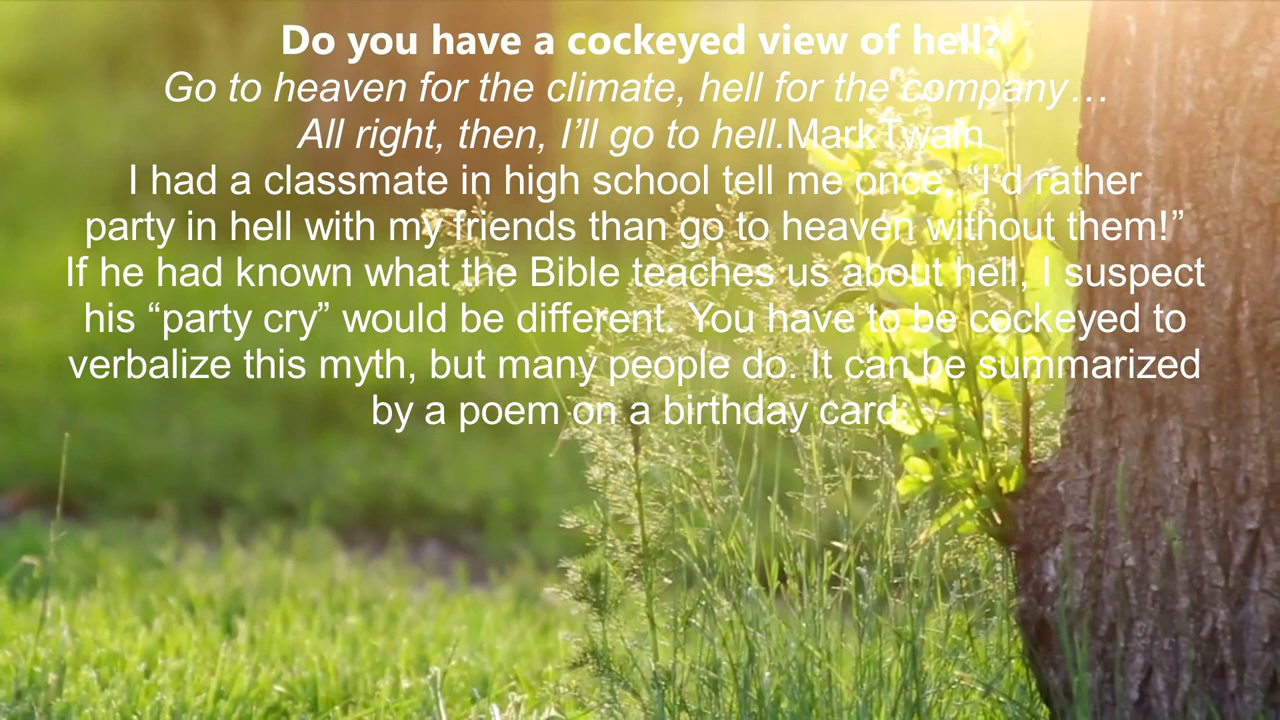 Do you have a cockeyed view of hell?
Go to heaven for the climate, hell for the company…
All right, then, I’ll go to hell.MarkTwain
I had a classmate in high school tell me once, “I’d rather
party in hell with my friends than go to heaven without them!”
If he had known what the Bible teaches us about hell, I suspect
his “party cry” would be different. You have to be cockeyed to
verbalize this myth, but many people do. It can be summarized
by a poem on a birthday card: